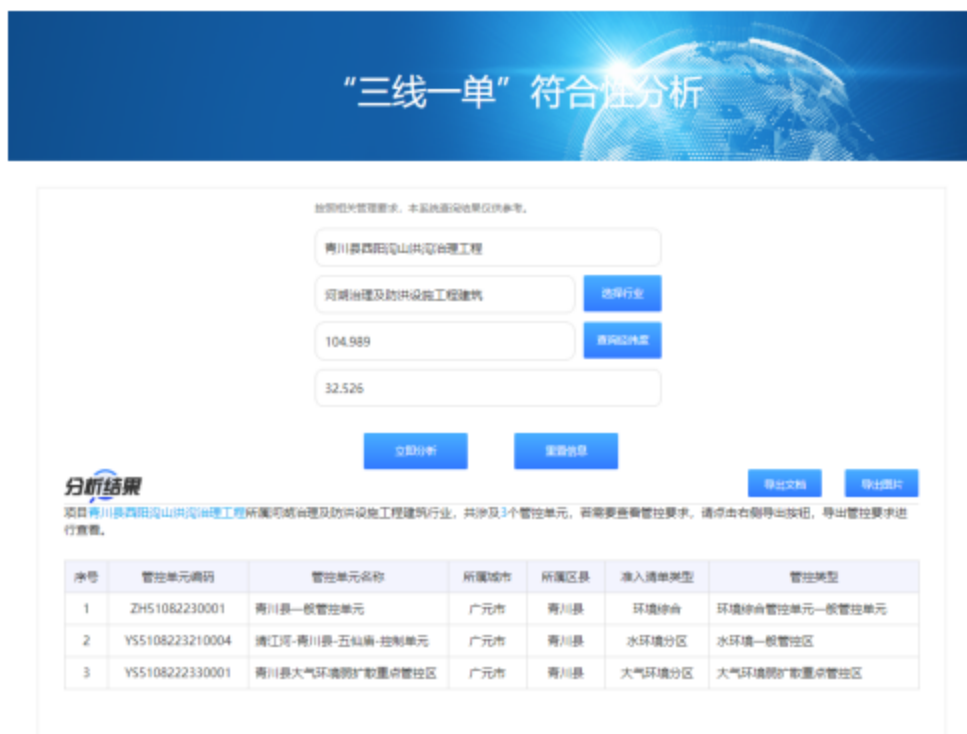 “三线一单”符合性分析
按照相关管理要求，本系统查询结果仅供参考。
青川县酉阳沟山洪沟治理工程
河湖治理及防洪设施工程建筑 选择行业
104.989 查询经纬度
32.526
立即分析 重置信息
分析结果 导出文档 导出图片
项目青川县酉阳沟山洪沟治理工程所属河湖治理及防洪设施工程建筑行业，共涉及3个管控单元，若需要查看管控要求，请点击右侧导出按钮，导出管控要求进
行查看。
序号 管控单元编码 管控单元名称 所属城市 所属区县 准入清单类型 管控类型
1 ZH51082230001 青川县一般管控单元 广元市 青川县 环境综合 环境综合管控单元一般管控单元
2 YS5108223210004 清江河-青川县-五仙庙-控制单元 广元市 青川县 水环境分区 水环境一般管控区
3 YS5108222330001 青川县大气环境弱扩散重点管控区 广元市 青川县 大气环境分区 大气环境弱扩散重点管控区